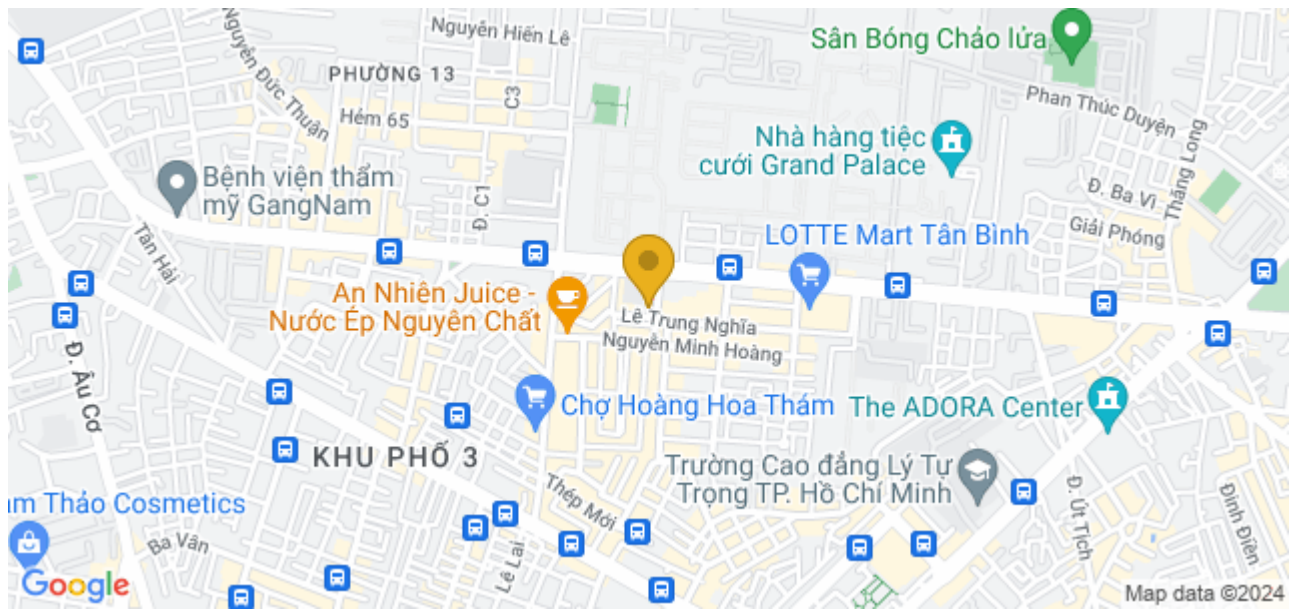 Nguyễn Hiến Lê
Sân Bóng Chảo lửa
Nguyễn Đức Thuận
PHƯỜNG 13
C3
Hẻm 65
Phan Thúc Duyện
Thăng Long
Nhà hàng tiệc
cưới Grand Palace
Bệnh viện thẩm
mỹ GangNam
Đ. C1
Đ. Ba Vì
Giải Phóng
Tân Hải
LOTTE Mart Tân Bình
An Nhiên Juice -
Nước Ép Nguyên Chất
Lê Trung Nghĩa
Nguyễn Minh Hoàng
Đ. Âu Cơ
Chợ Hoàng Hoa Thám
The ADORA Center
KHU PHỐ 3
Trường Cao đẳng Lý Tự
Trọng TP. Hồ Chí Minh
Thép Mới
Đ. Út Tịch
Đinh Điền
am Thảo Cosmetics
Ba Vân
Lê Lai
Google
Map data ©2024